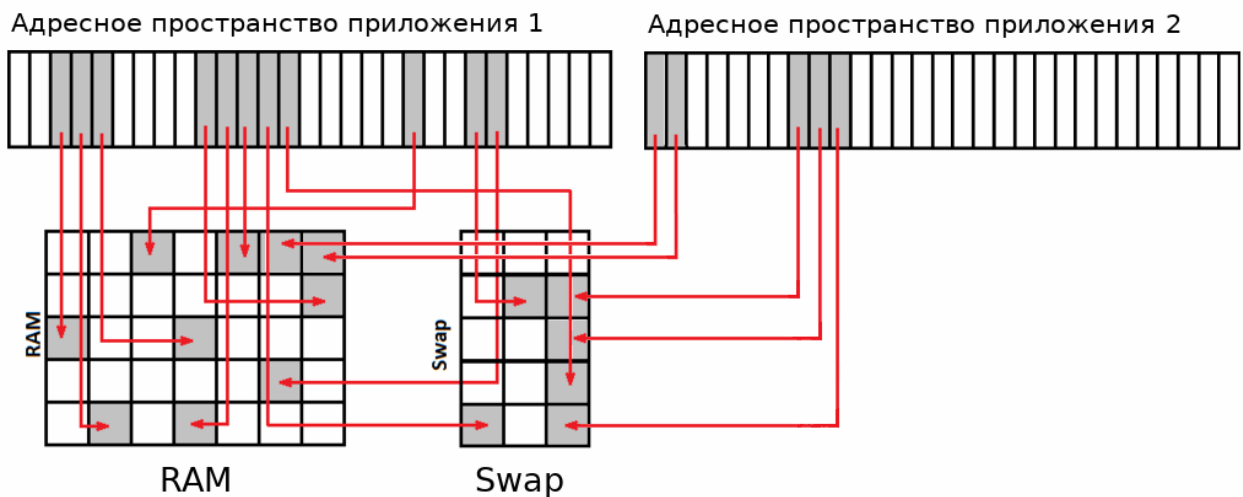 Адресное пространство приложения 1
Адресное пространство приложения 2
RAM
Swap
RAM
Swap